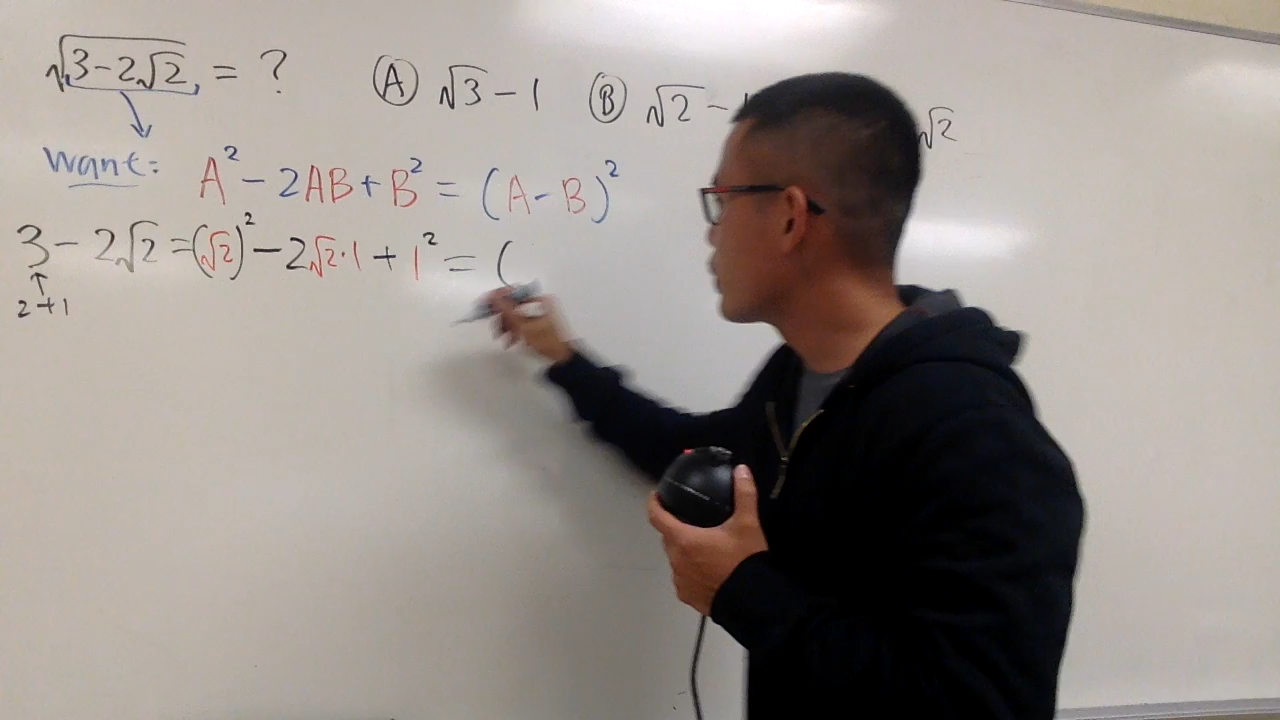 √(3-2√2) = ? Ⓐ √3 - 1 Ⓑ √2 - √2
Want: A² - 2AB + B² = (A - B)²
3 - 2√2 = (√2)² - 2√2·1 + 1² = (
↑
2+1